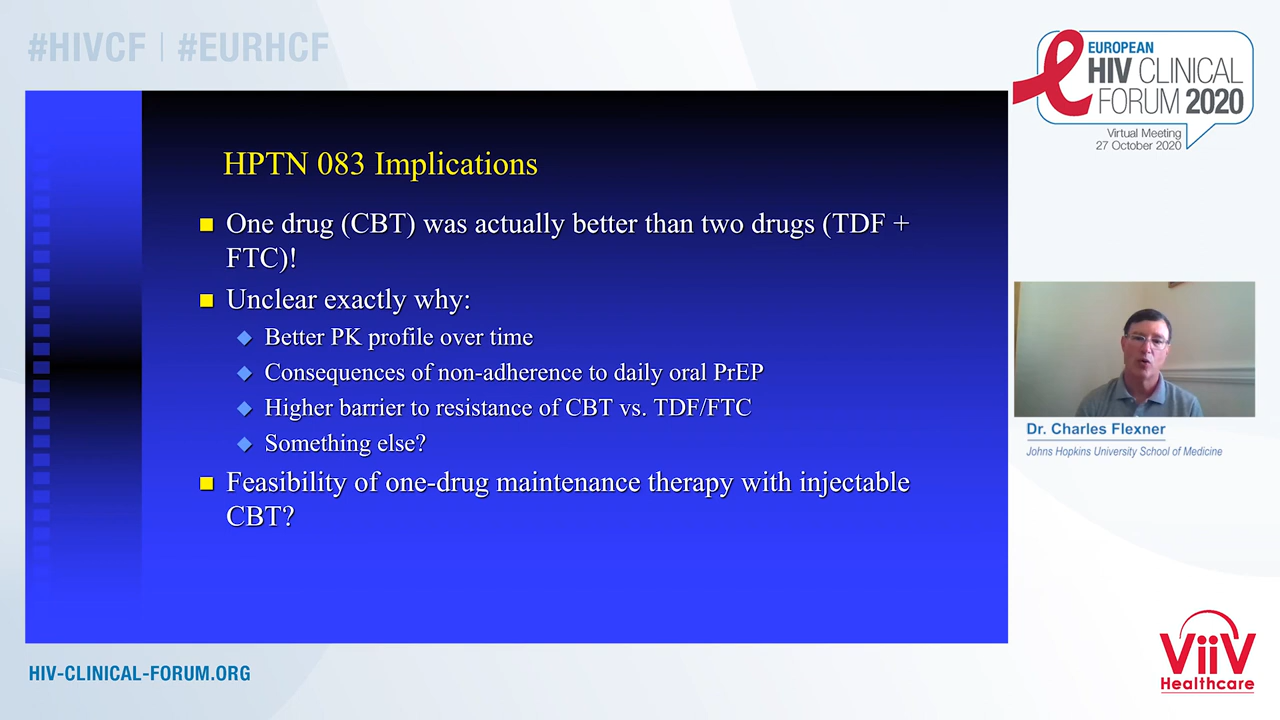 #HIVCF | #EURHCF
EUROPEAN
HIV CLINICAL
FORUM 2020
Virtual Meeting
27 October 2020
HPTN 083 Implications
One drug (CBT) was actually better than two drugs (TDF +
FTC)!
Unclear exactly why:
Better PK profile over time
Consequences of non-adherence to daily oral PrEP
Higher barrier to resistance of CBT vs. TDF/FTC
Something else?
Feasibility of one-drug maintenance therapy with injectable
CBT?
Dr. Charles Flexner
Johns Hopkins University School of Medicine
HIV-CLINICAL-FORUM.ORG
ViiV
Healthcare